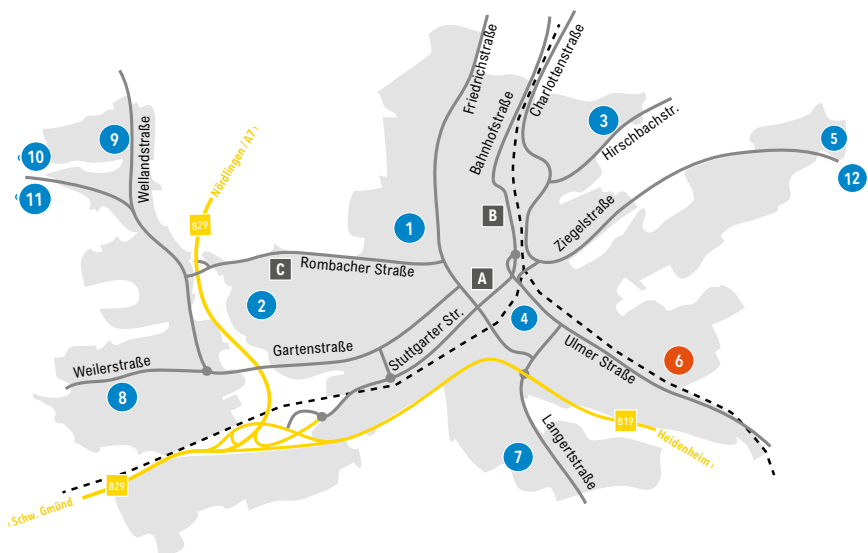 Friedrichstraße
Bahnhofstraße
Charlottenstraße
3
Hirschbachstr.
5
9
Wellandstraße
10
11
12
Nördlingen /A7›
B29
1
B
Ziegelstraße
C
Rombacher Straße
A
2
4
Stuttgarter Str.
Gartenstraße
Ulmer Straße
6
Weilerstraße
8
B19
Heidenheim›
7
Langertstraße
B29
‹ Schw. Gmünd